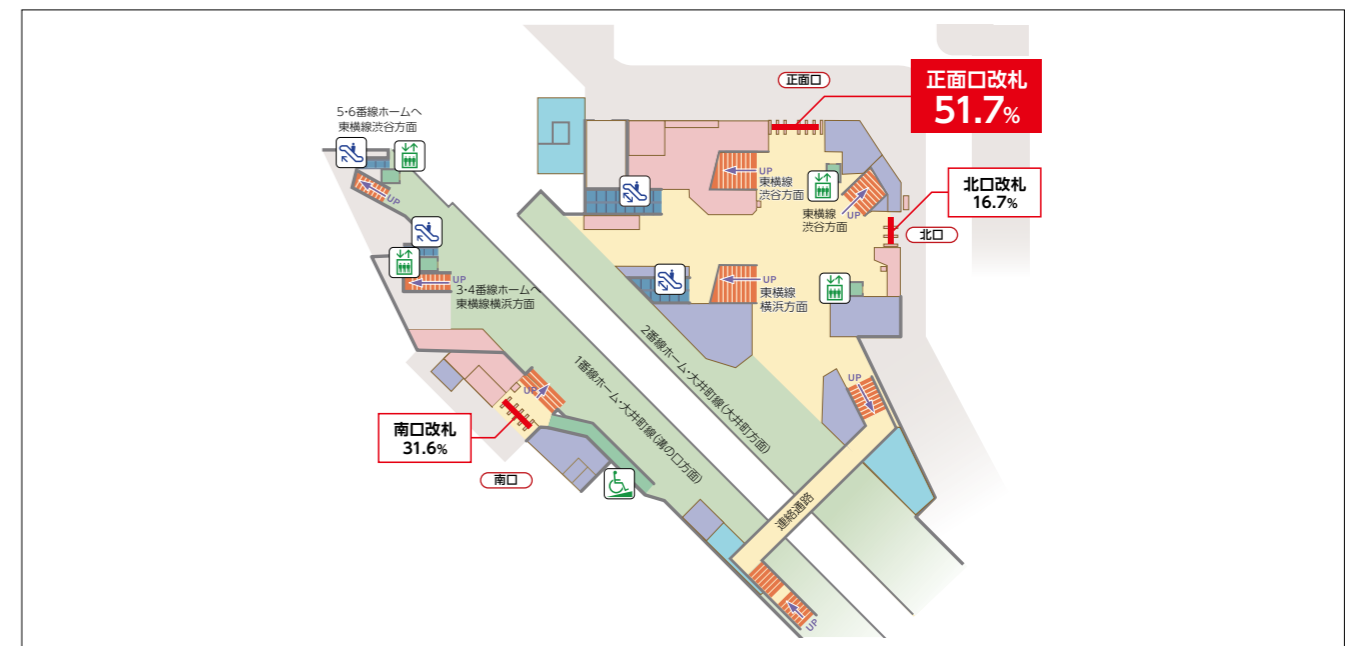 正面口
正面口改札
51.7%
5・6番線ホームへ
東横線渋谷方面
UP
UP
東横線
渋谷方面
東横線
渋谷方面
UP
北口改札
16.7%
北口
UP
3・4番線ホームへ
東横線横浜方面
UP
東横線
横浜方面
2番線ホーム・大井町線(大井町方面)
1番線ホーム・大井町線(溝の口方面)
UP
UP
南口改札
31.6%
南口
連絡通路
UP